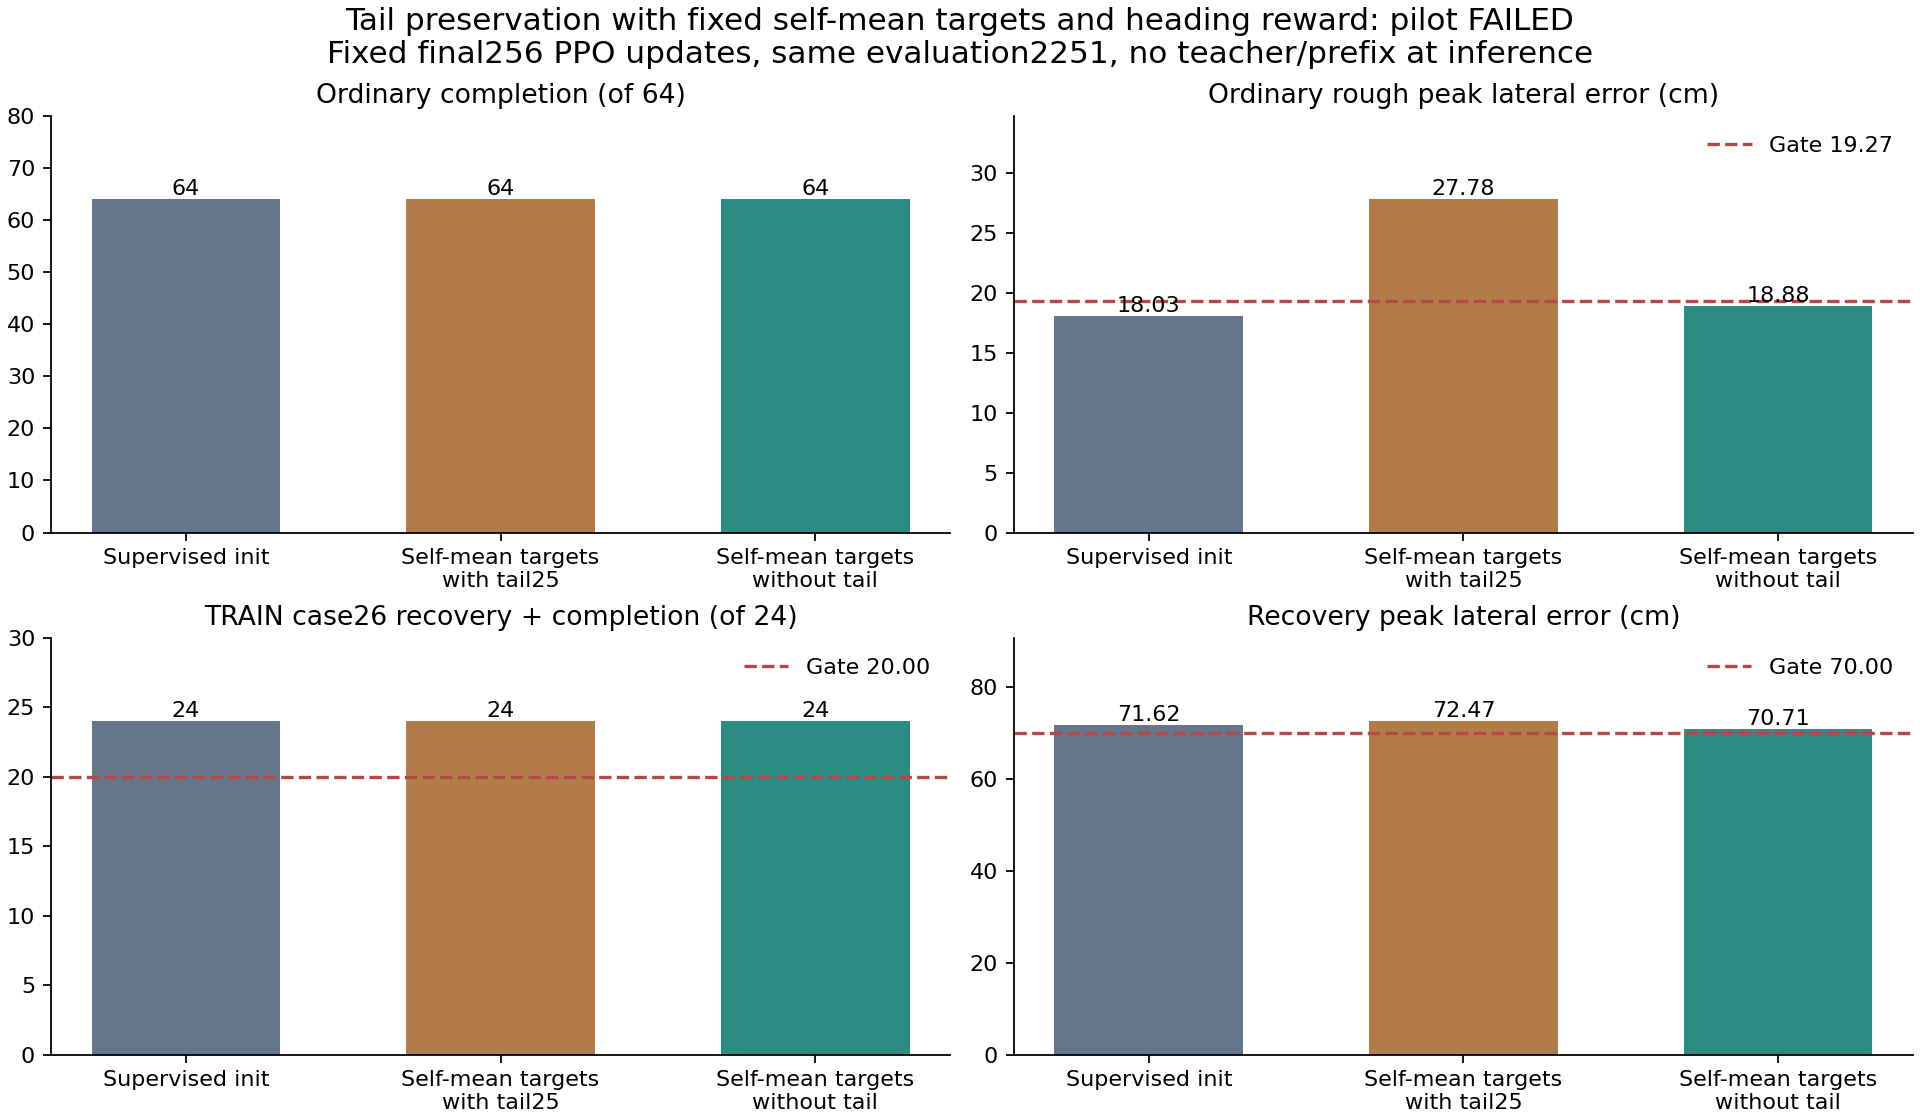 Tail preservation with fixed self-mean targets and heading reward: pilot FAILED
Fixed final256 PPO updates, same evaluation2251, no teacher/prefix at inference
Ordinary completion (of 64)
80
70
60
50
40
30
20
10
0
64
64
64
Supervised init
Self-mean targets
with tail25
Self-mean targets
without tail
Ordinary rough peak lateral error (cm)
Gate 19.27
30
25
20
15
10
5
0
18.03
27.78
18.88
Supervised init
Self-mean targets
with tail25
Self-mean targets
without tail
TRAIN case26 recovery + completion (of 24)
Gate 20.00
30
25
20
15
10
5
0
24
24
24
Supervised init
Self-mean targets
with tail25
Self-mean targets
without tail
Recovery peak lateral error (cm)
Gate 70.00
80
60
40
20
0
71.62
72.47
70.71
Supervised init
Self-mean targets
with tail25
Self-mean targets
without tail